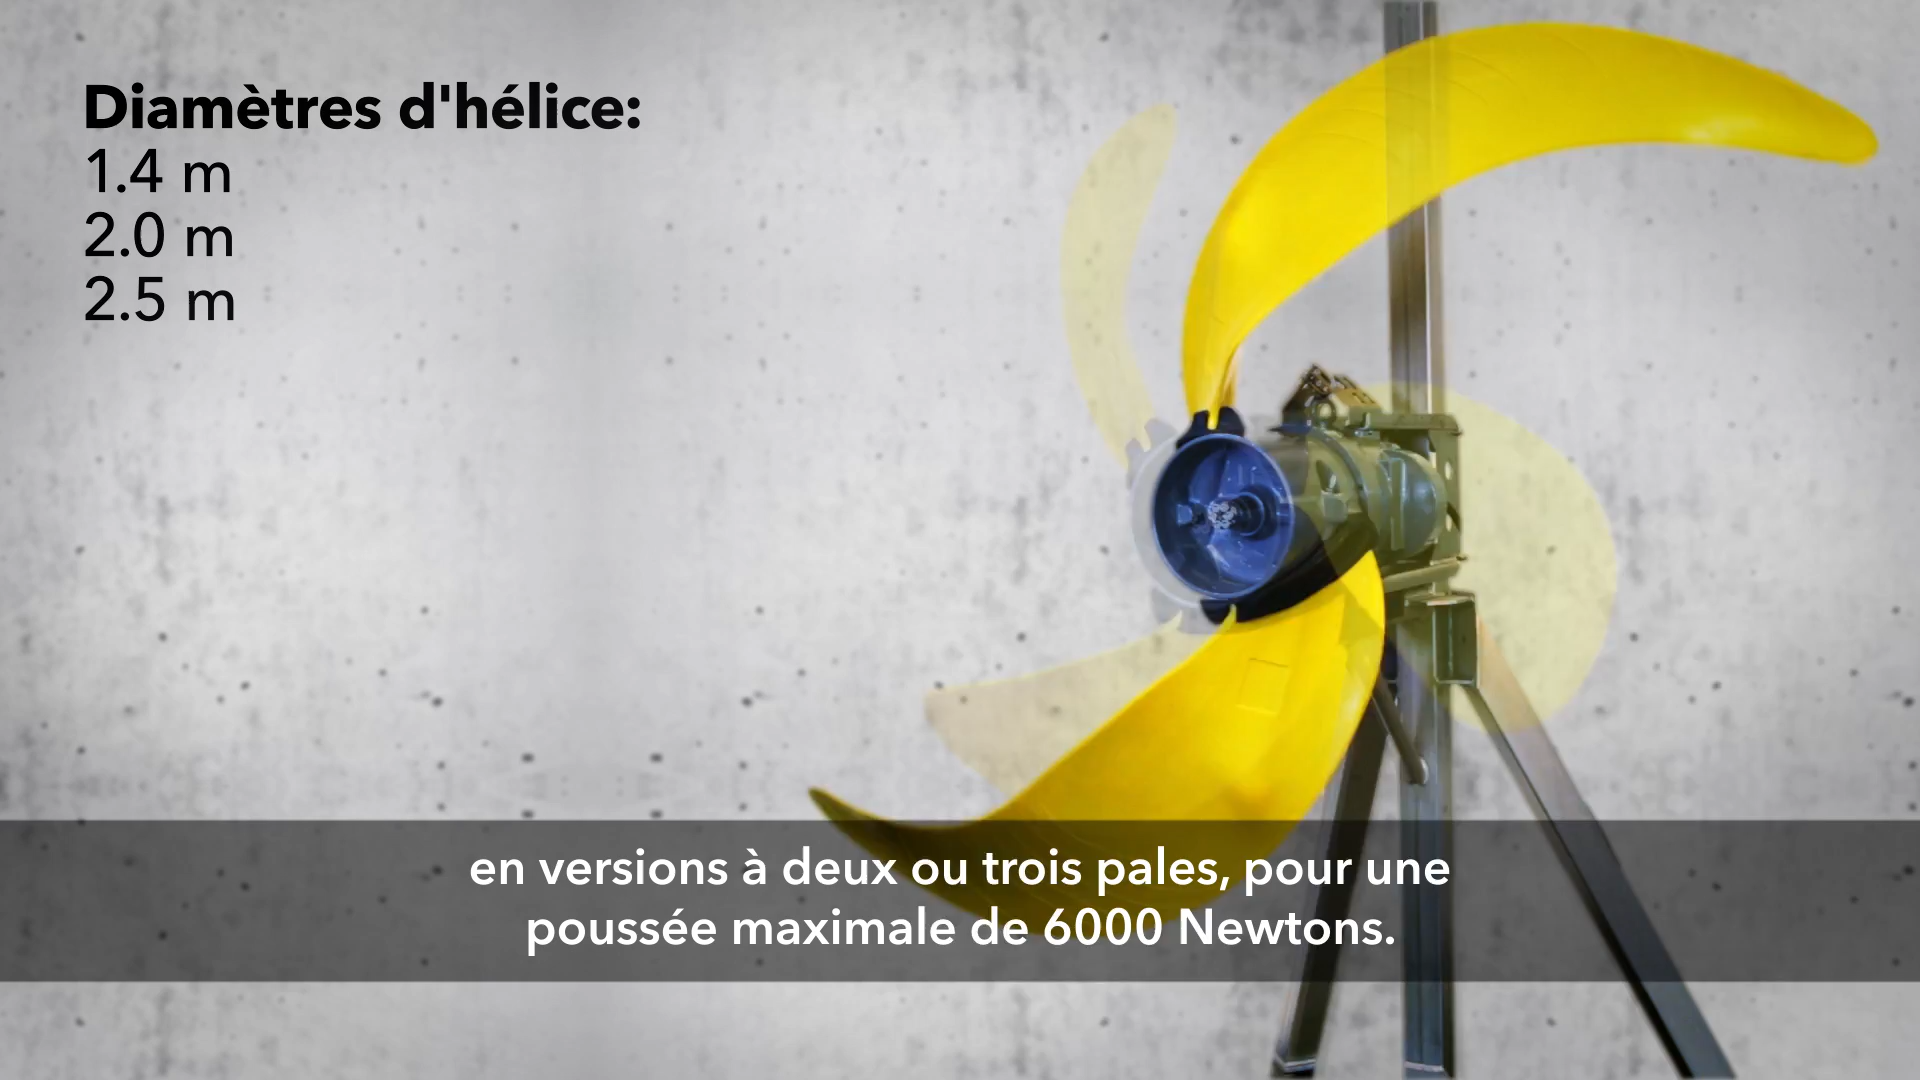 Diamètres d'hélice:
1.4 m
2.0 m
2.5 m
en versions à deux ou trois pales, pour une
poussée maximale de 6000 Newtons.